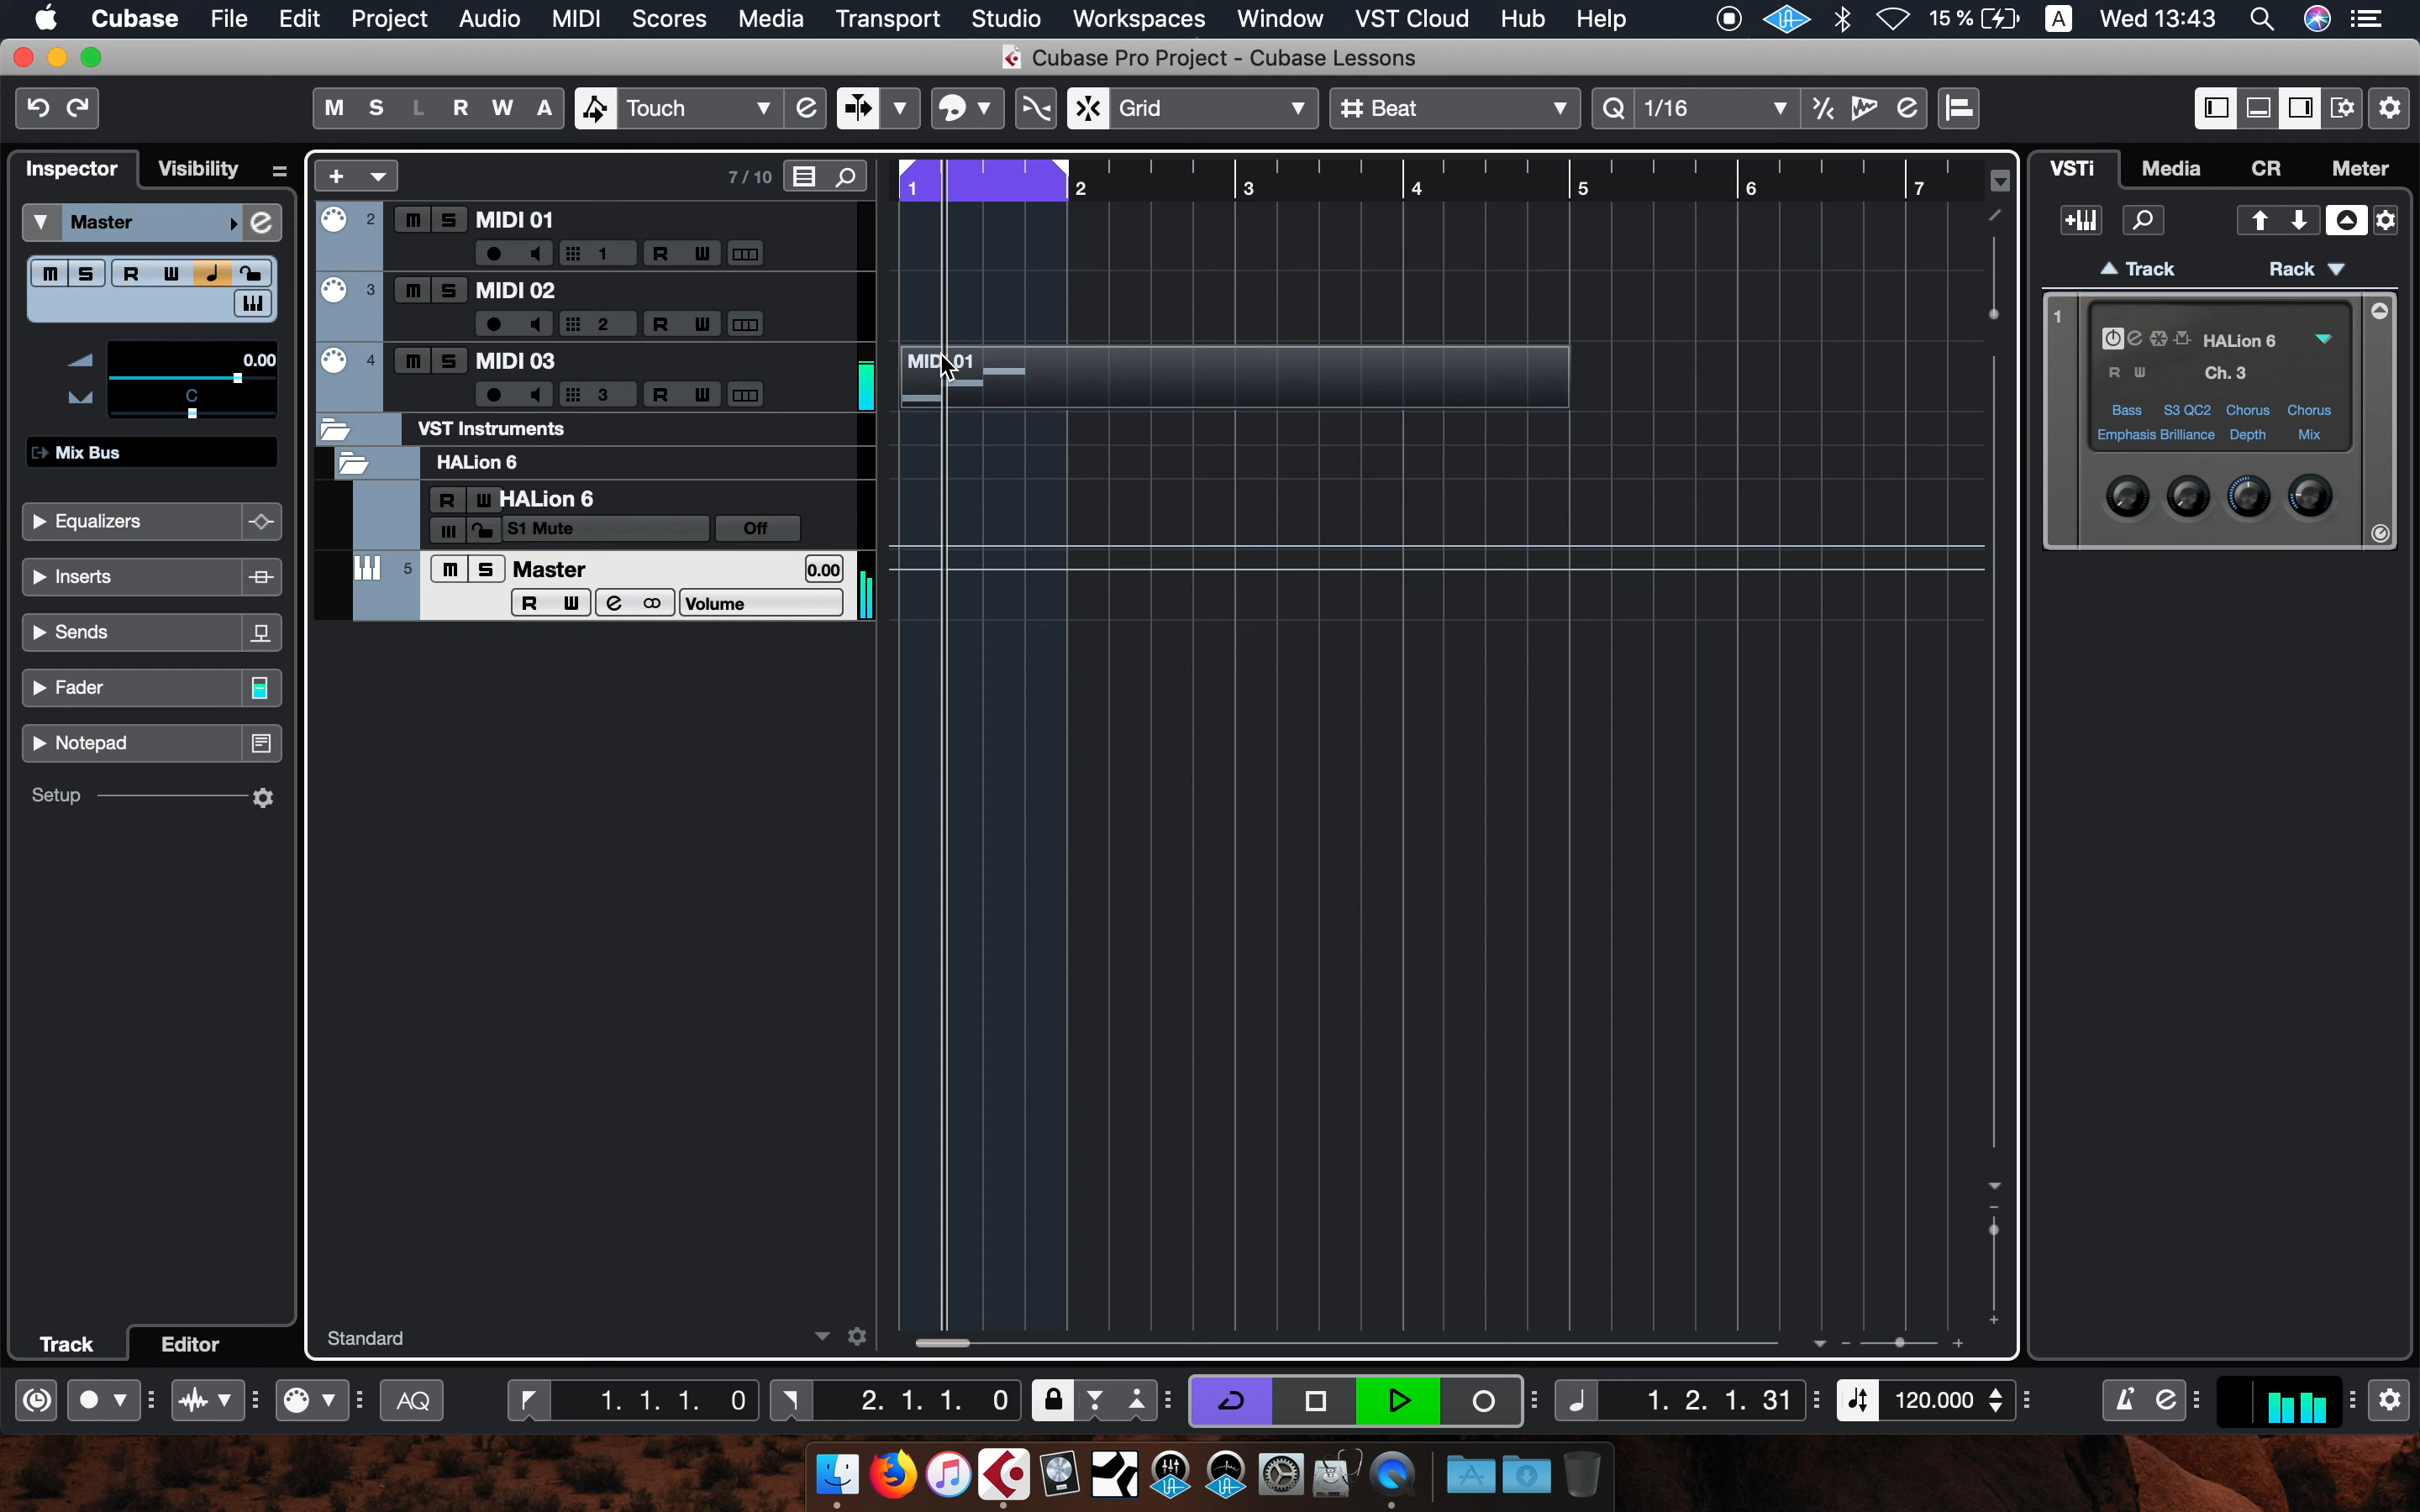 Cubase File Edit Project Audio MIDI Scores Media Transport Studio Workspaces Window VST Cloud Hub Help 15 % A Wed 13:43
Cubase Pro Project - Cubase Lessons
M S L R W A Touch e Grid Beat Q 1/16 e
Inspector Visibility
7 / 10
1 2 3 4 5 6 7
VSTi Media CR Meter
Master e
M S R W
0.00
C
Mix Bus
Equalizers
Inserts
Sends
Fader
Notepad
Setup
2 M S MIDI 01
1 R W
3 M S MIDI 02
2 R W
4 M S MIDI 03
3 R W
VST Instruments
HALion 6
R W HALion 6
S1 Mute Off
5 M S Master 0.00
R W e Volume
MIDI 01
Track Rack
1
HALion 6
R W Ch. 3
Bass S3 QC2 Chorus Chorus
Emphasis Brilliance Depth Mix
Standard
Track Editor
AQ 1. 1. 1. 0 2. 1. 1. 0 1. 2. 1. 31 120.000 e